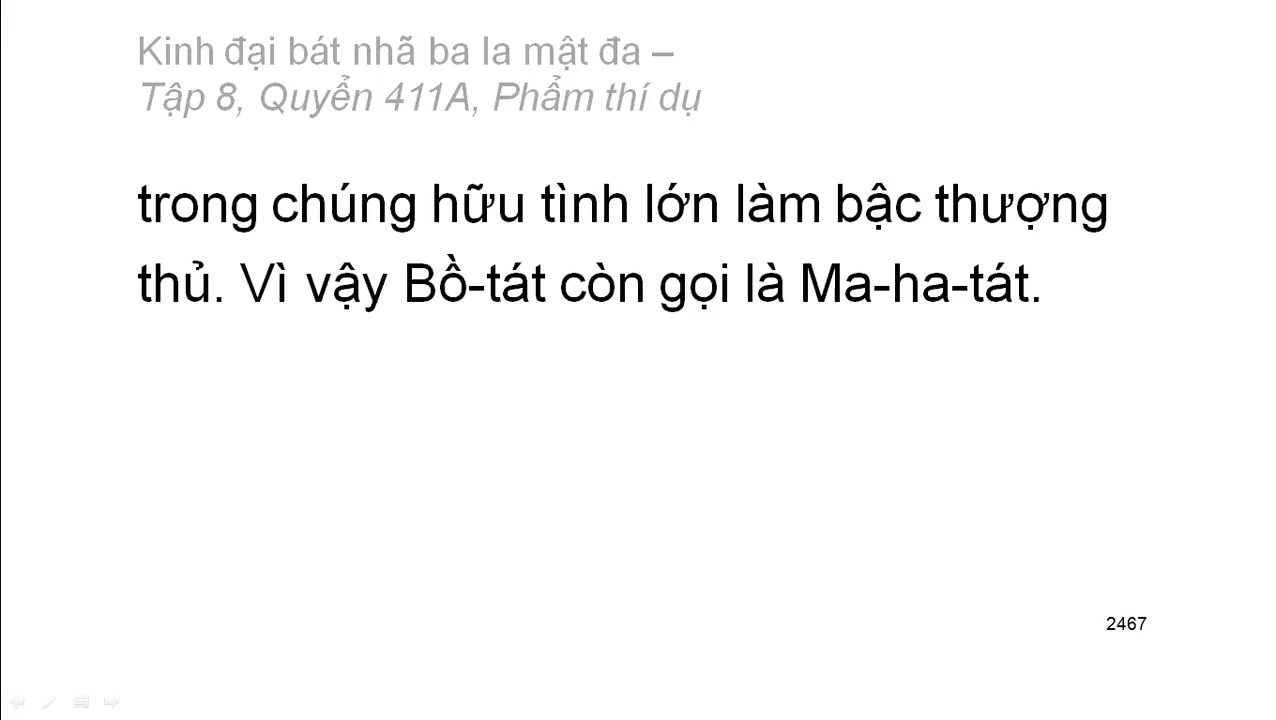 Kinh đại bát nhã ba la mật đa –
Tập 8, Quyển 411A, Phẩm thí dụ
trong chúng hữu tình lớn làm bậc thượng
thủ. Vì vậy Bồ-tát còn gọi là Ma-ha-tát.
2467